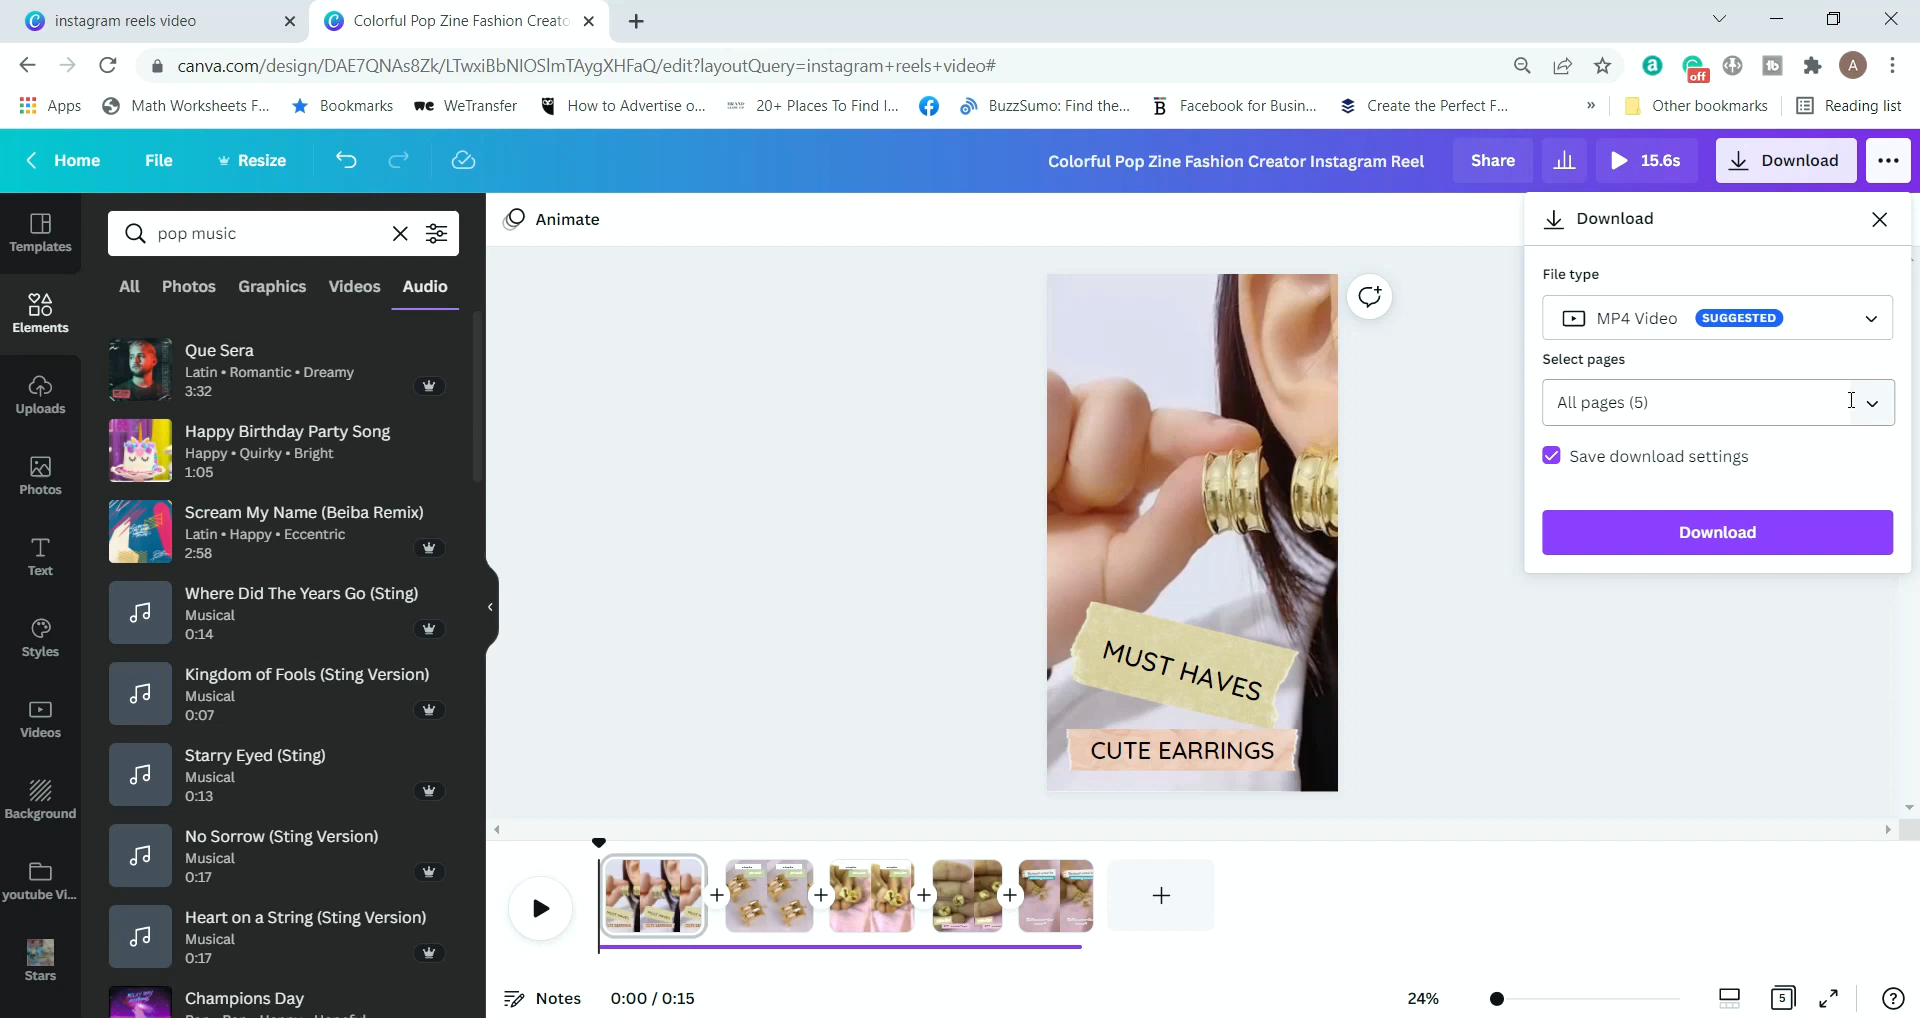 instagram reels video
Colorful Pop Zine Fashion Creato
canva.com/design/DAE7QNAs8Zk/LTwxiBbNIOSlmTAygXHFaQ/edit?layoutQuery=instagram+reels+video#
off
A
Apps
Math Worksheets F...
Bookmarks
WeTransfer
How to Advertise o...
20+ Places To Find I...
BuzzSumo: Find the...
Facebook for Busin...
Create the Perfect F...
»
Other bookmarks
Reading list
Home
File
Resize
Colorful Pop Zine Fashion Creator Instagram Reel
Share
15.6s
Download
Templates
Elements
Uploads
Photos
Text
Styles
Videos
Background
youtube Vi...
Stars
pop music
All
Photos
Graphics
Videos
Audio
Que Sera
Latin • Romantic • Dreamy
3:32
Happy Birthday Party Song
Happy • Quirky • Bright
1:05
Scream My Name (Beiba Remix)
Latin • Happy • Eccentric
2:58
Where Did The Years Go (Sting)
Musical
0:14
Kingdom of Fools (Sting Version)
Musical
0:07
Starry Eyed (Sting)
Musical
0:13
No Sorrow (Sting Version)
Musical
0:17
Heart on a String (Sting Version)
Musical
0:17
Champions Day
Animate
MUST HAVES
CUTE EARRINGS
Download
File type
MP4 Video
SUGGESTED
Select pages
All pages (5)
Save download settings
Download
Notes
0:00 / 0:15
24%
5